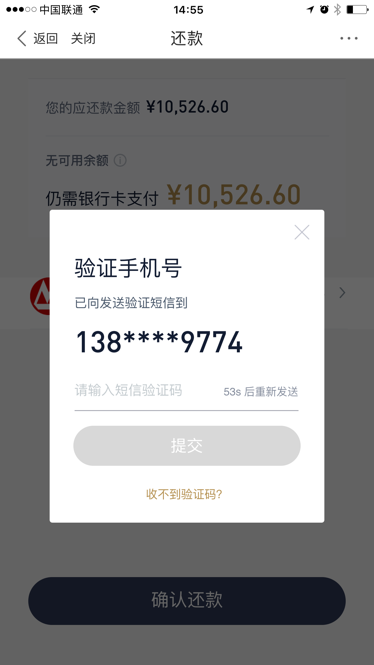 中国联通 14:55
返回 关闭 还款
您的应还款金额 ¥10,526.60
无可用余额
仍需银行卡支付 ¥10,526.60
验证手机号
已向发送验证短信到
138****9774
请输入短信验证码 53s 后重新发送
提交
收不到验证码?
确认还款